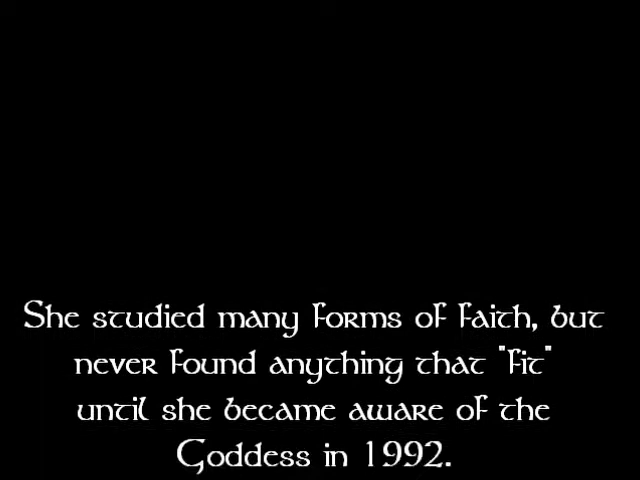 She studied many forms of faith, but
never found anything that "fit"
until she became aware of the
Goddess in 1992.